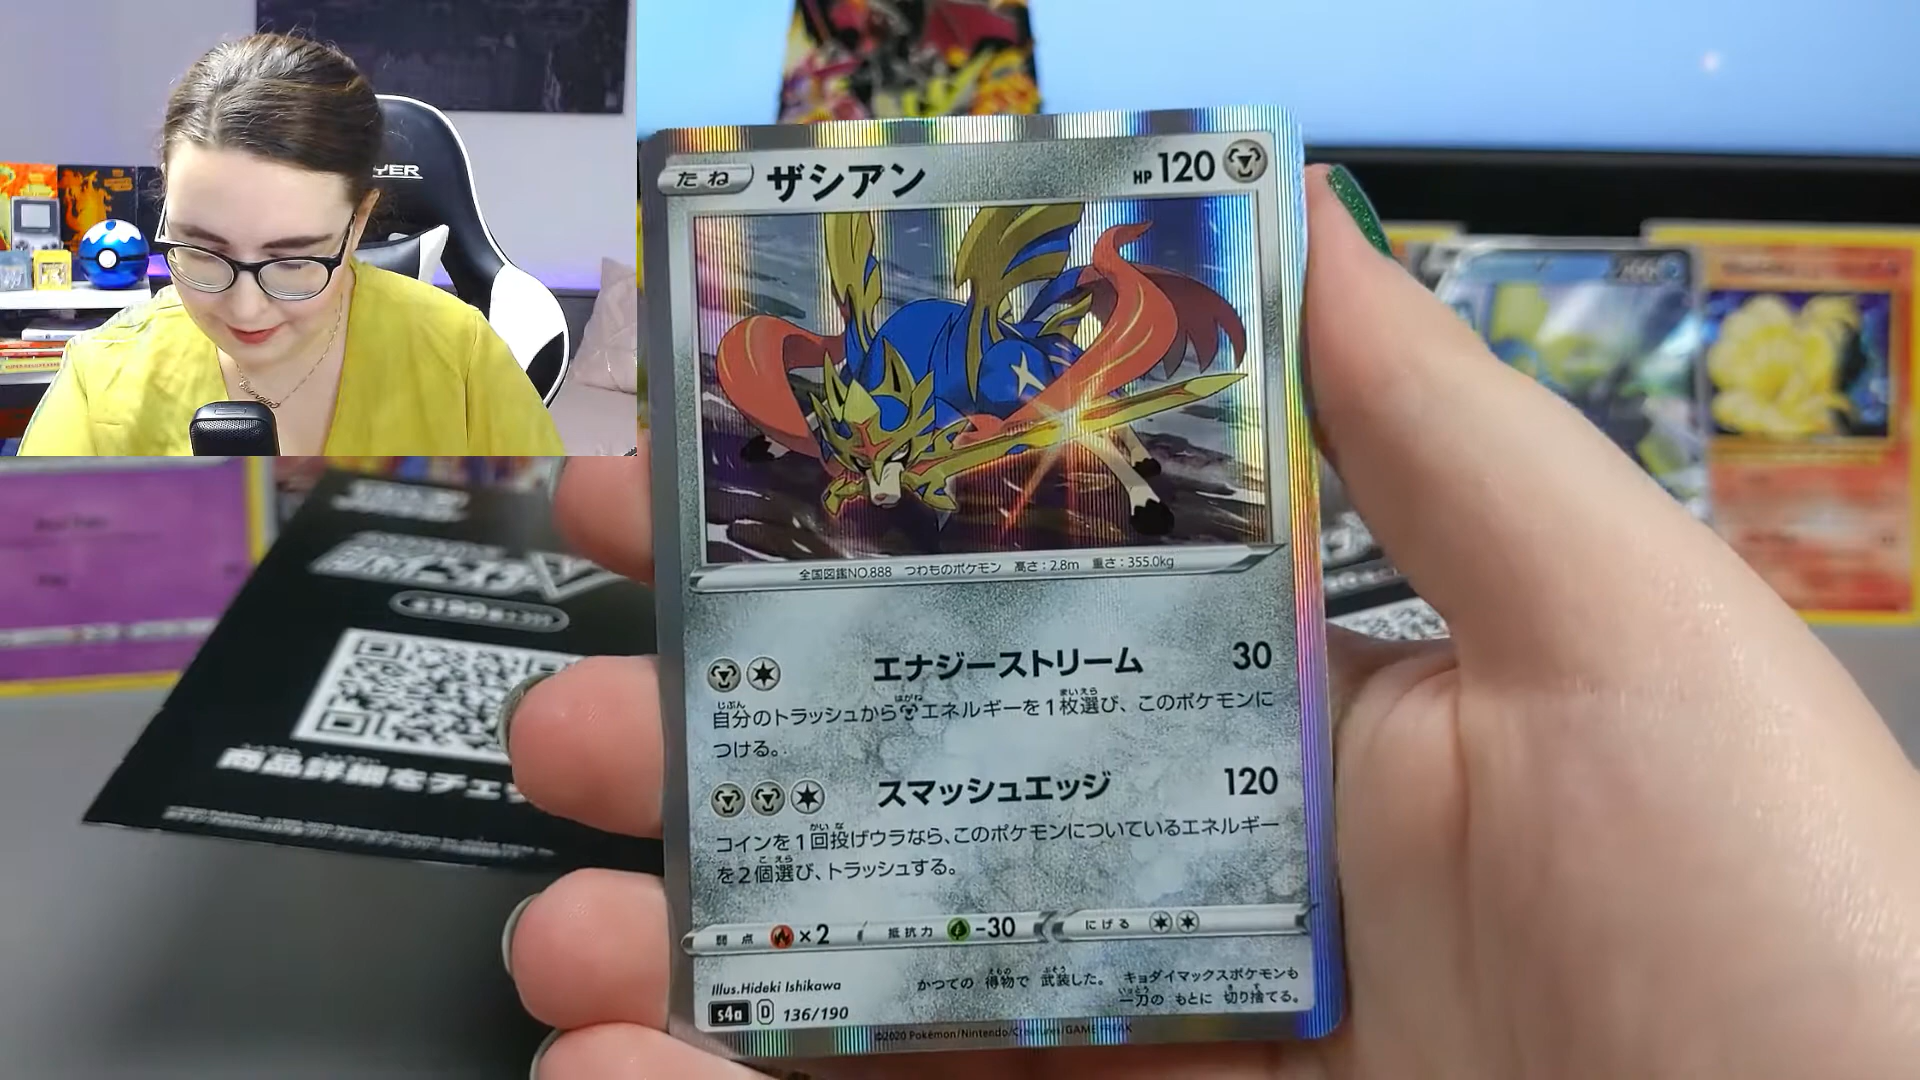 YER
たね ザシアン HP 120
全国図鑑NO.888 つわものポケモン 高さ：2.8m 重さ：355.0kg
エナジーストリーム 30
自分のトラッシュからエネルギーを1枚選び、このポケモンに
つける。
スマッシュエッジ 120
コインを1回投げウラなら、このポケモンについているエネルギー
を2個選び、トラッシュする。
弱点 ×2 抵抗力 -30 にげる
Illus.Hideki Ishikawa
かつての 得物で 武装した。 キョダイマックスポケモンも
一刀の もとに 切り捨てる。
s4a D 136/190
©2020 Pokémon/Nintendo/Creatures/GAME FREAK
商品詳細をチェッ